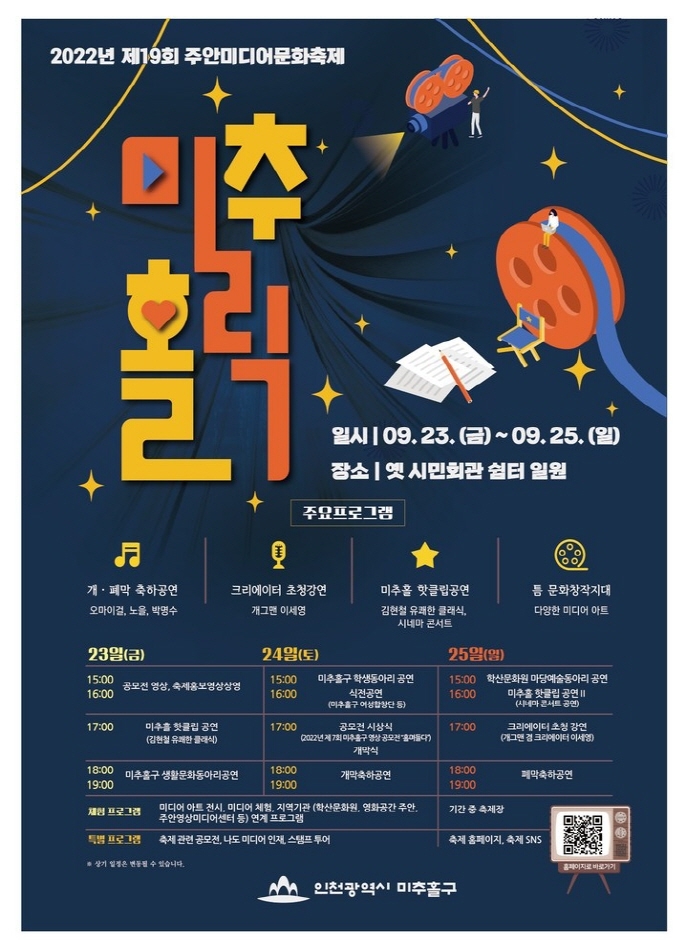 2022년 제19회 주안미디어문화축제
미추
홀릭
일시 | 09. 23. (금) ~ 09. 25. (일)
장소 | 옛 시민회관 쉼터 일원
주요프로그램
개 · 폐막 축하공연
오마이걸, 노을, 박명수
크리에이터 초청강연
개그맨 이세영
미추홀 핫클립공연
김현철 유쾌한 클래식,
시네마 콘서트
틈 문화창작지대
다양한 미디어 아트
23일(금)
15:00
16:00
공모전 영상, 축제홍보영상상영
17:00
미추홀 핫클립 공연
(김현철 유쾌한 클래식)
18:00
19:00
미추홀구 생활문화동아리공연
24일(토)
15:00
16:00
미추홀구 학생동아리 공연
식전공연
(미추홀구 여성합창단 등)
17:00
공모전 시상식
(2022년 제7회 미추홀구 영상 공모전 "홀며들다")
개막식
18:00
19:00
개막축하공연
25일(일)
15:00
16:00
학산문화원 마당예술동아리 공연
미추홀 핫클립 공연 II
(시네마 콘서트 공연)
17:00
크리에이터 초청 강연
(개그맨 겸 크리에이터 이세영)
18:00
19:00
폐막축하공연
체험 프로그램
미디어 아트 전시, 미디어 체험, 지역기관 (학산문화원, 영화공간 주안,
주안영상미디어센터 등) 연계 프로그램
기간 중 축제장
특별 프로그램
축제 관련 공모전, 나도 미디어 인재, 스탬프 투어
축제 홈페이지, 축제 SNS
※ 상기 일정은 변동될 수 있습니다.
홈페이지로 바로가기
인천광역시 미추홀구